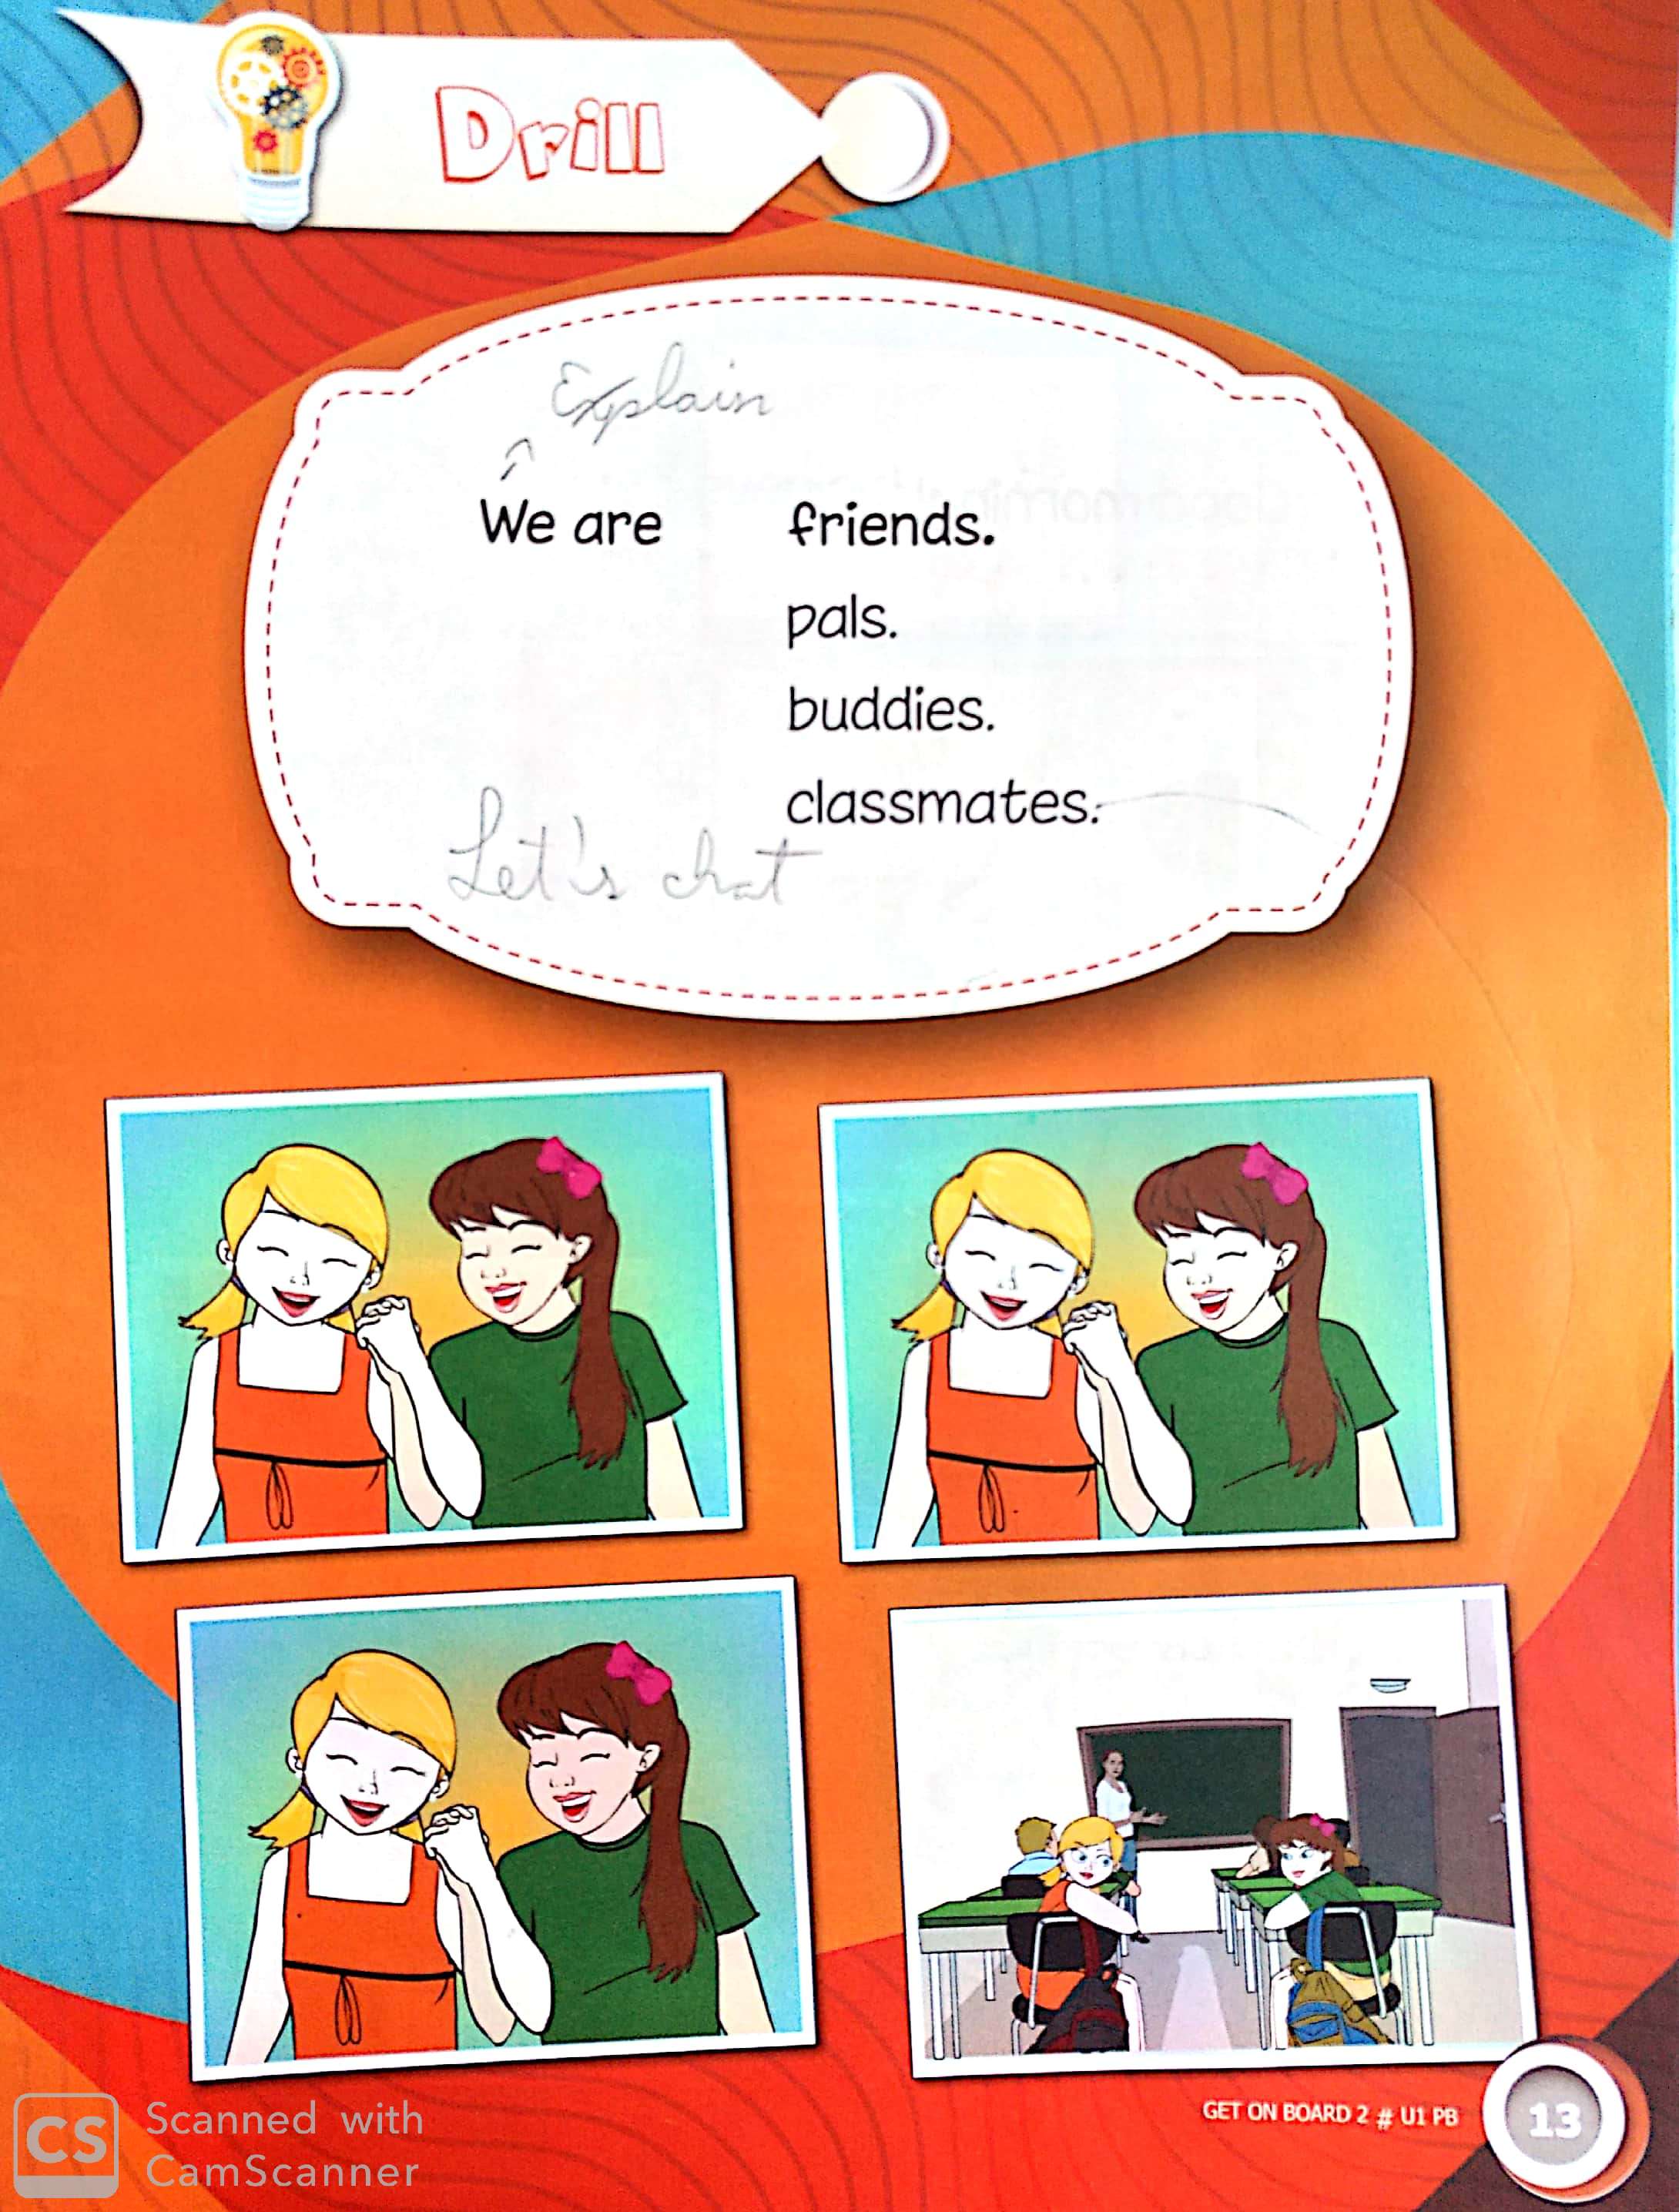 Drill
Explain
We are friends.
pals.
buddies.
classmates.
Let's chat
GET ON BOARD 2 # U1 PB
13
CS Scanned with
CamScanner